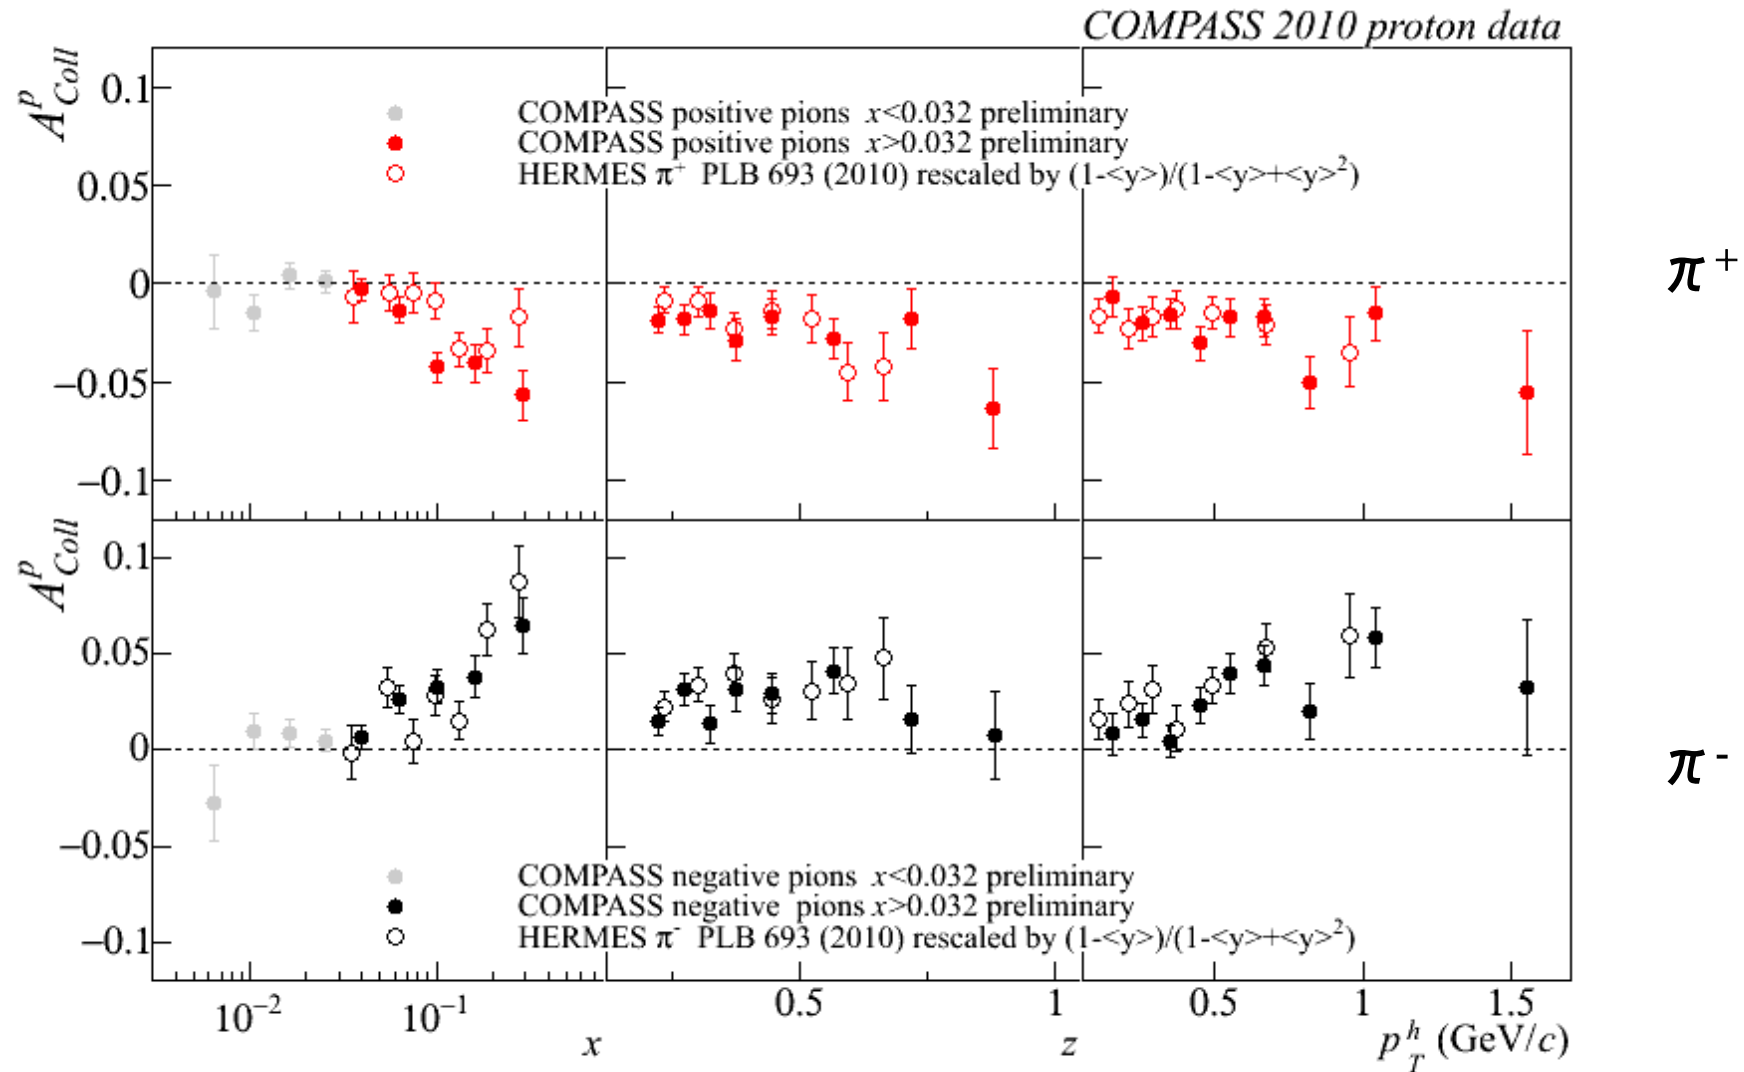 COMPASS 2010 proton data
A^p_Coll
0.1
0.05
0
−0.05
−0.1
COMPASS positive pions x<0.032 preliminary
COMPASS positive pions x>0.032 preliminary
HERMES π⁺ PLB 693 (2010) rescaled by (1-<y>)/(1-<y>+<y>²)
π⁺
A^p_Coll
0.1
0.05
0
−0.05
−0.1
COMPASS negative pions x<0.032 preliminary
COMPASS negative pions x>0.032 preliminary
HERMES π⁻ PLB 693 (2010) rescaled by (1-<y>)/(1-<y>+<y>²)
π⁻
10⁻² 10⁻¹ 0.5 1 0.5 1 1.5
x z p_T^h (GeV/c)